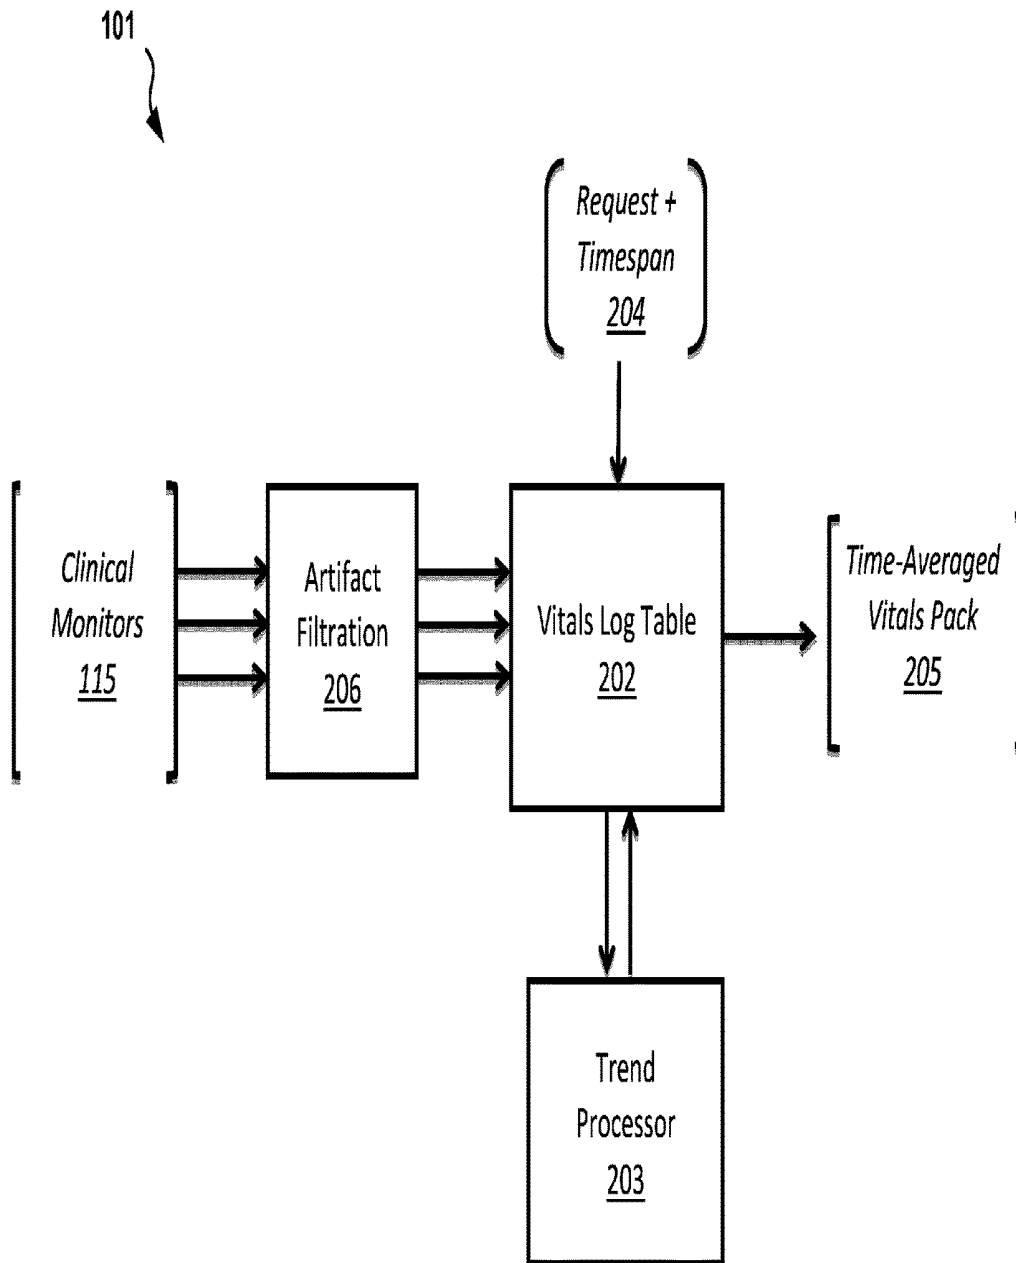 101
Request +
Timespan
204
Clinical
Monitors
115
Artifact
Filtration
206
Vitals Log Table
202
Time-Averaged
Vitals Pack
205
Trend
Processor
203